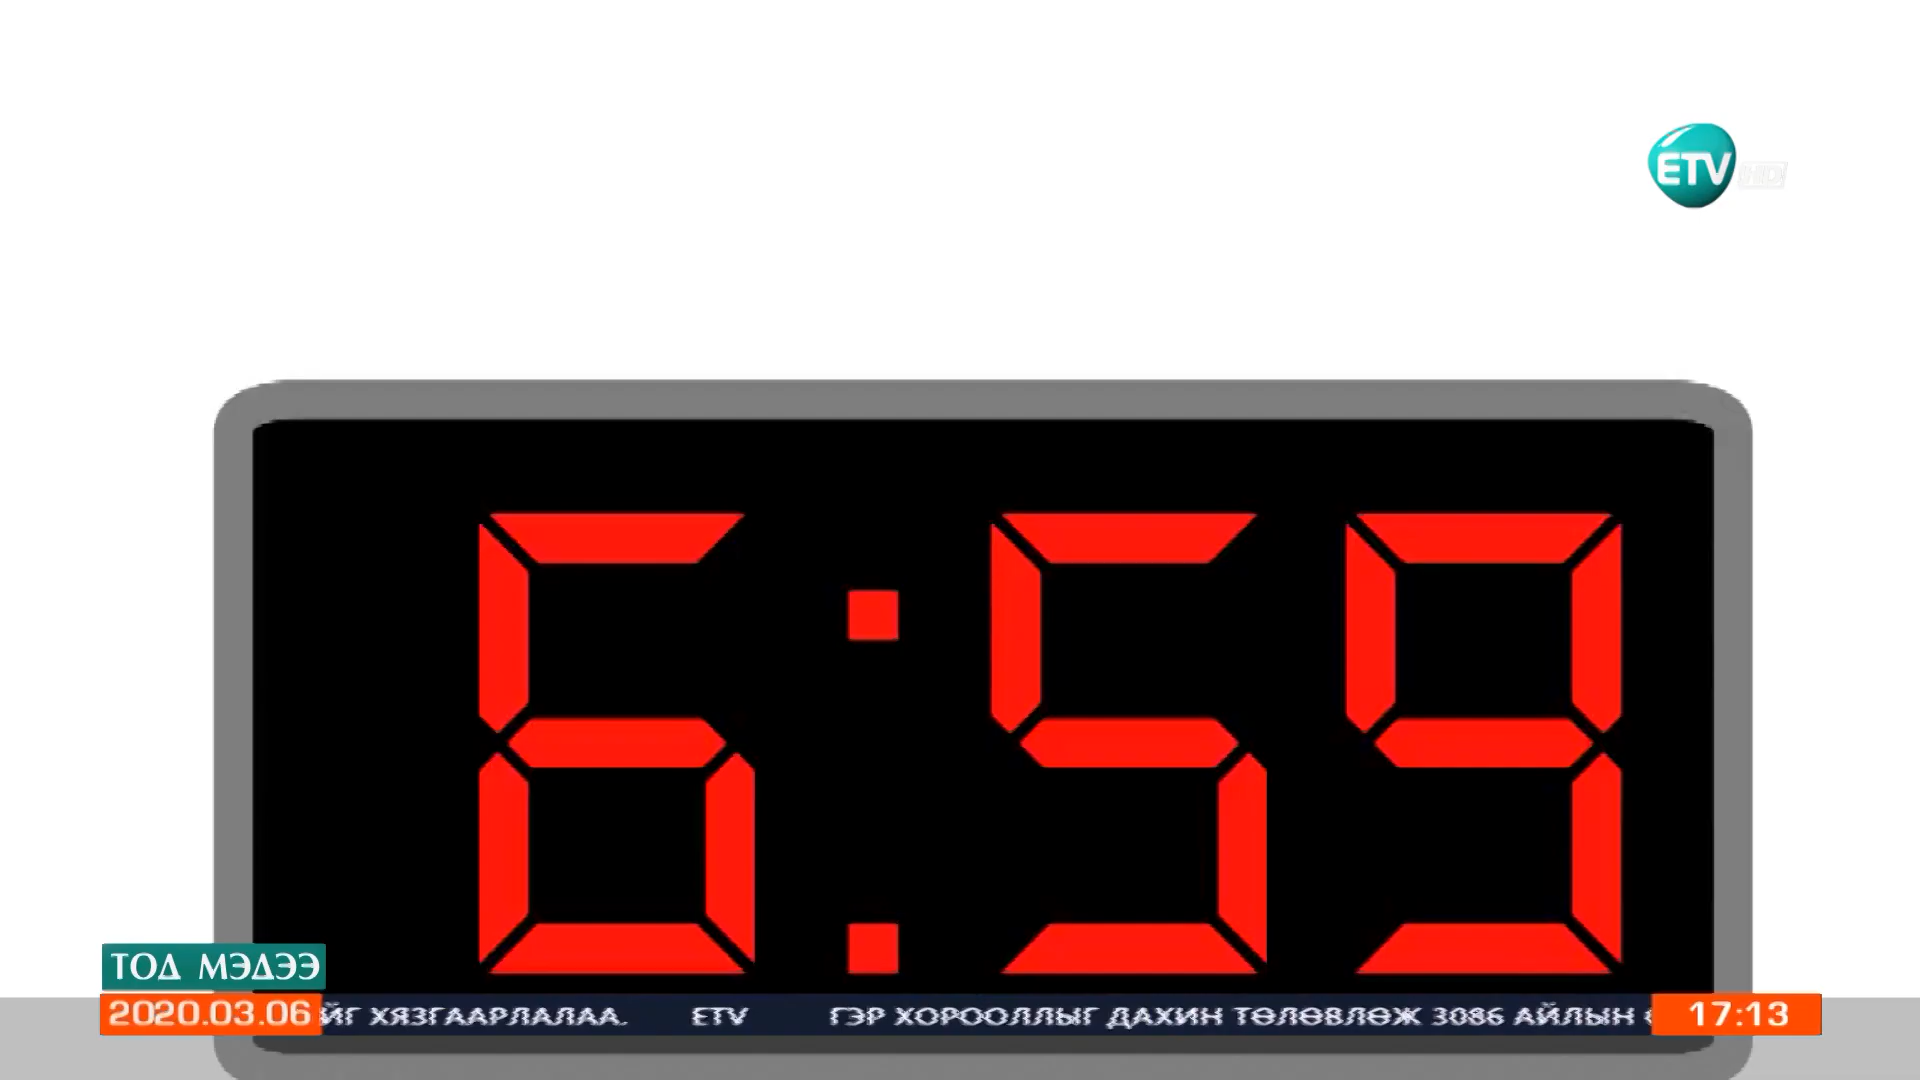 ETV HD
6:59
ТОД МЭДЭЭ
2020.03.06 ЙГ ХЯЗГААРЛАЛАА. ETV ГЭР ХОРООЛЛЫГ ДАХИН ТӨЛӨВЛӨЖ 3086 АЙЛЫН 17:13